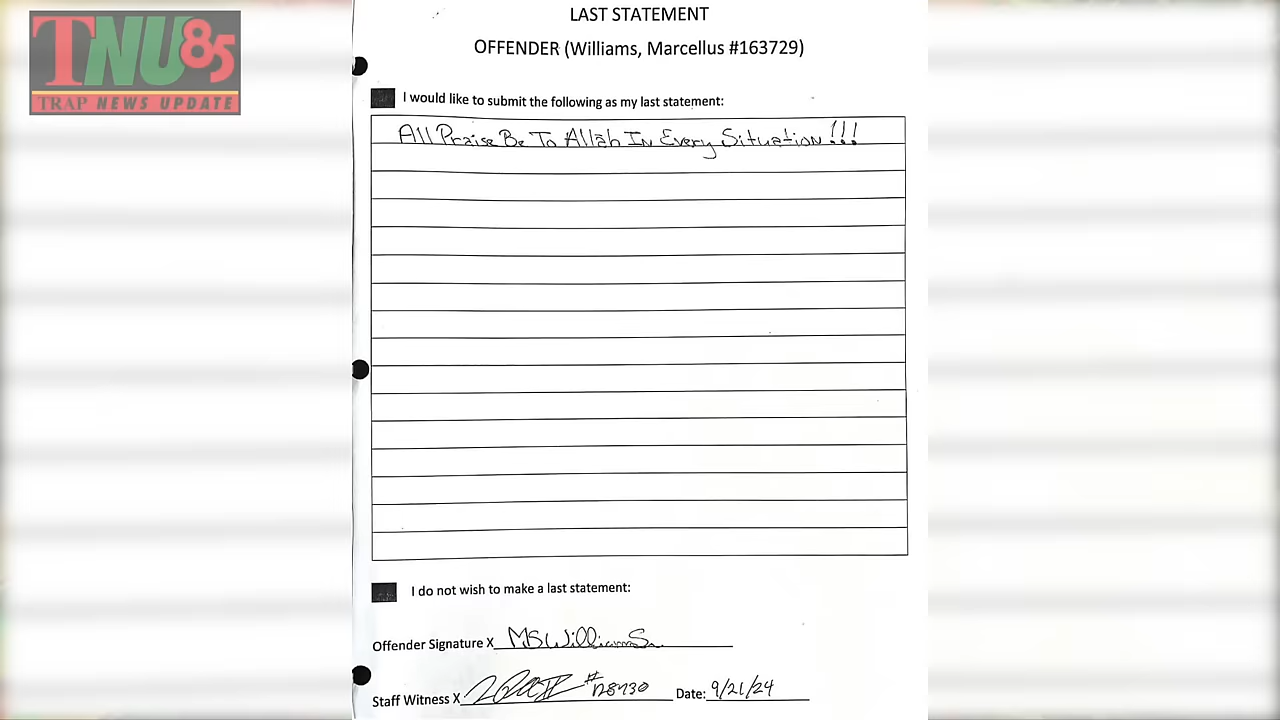 TNU85
TRAP NEWS UPDATE
LAST STATEMENT
OFFENDER (Williams, Marcellus #163729)
I would like to submit the following as my last statement:
All Praise Be To Allah In Every Situation!!!
I do not wish to make a last statement:
Offender Signature X MSWilliamSr.
Staff Witness X
Date: 9/21/24